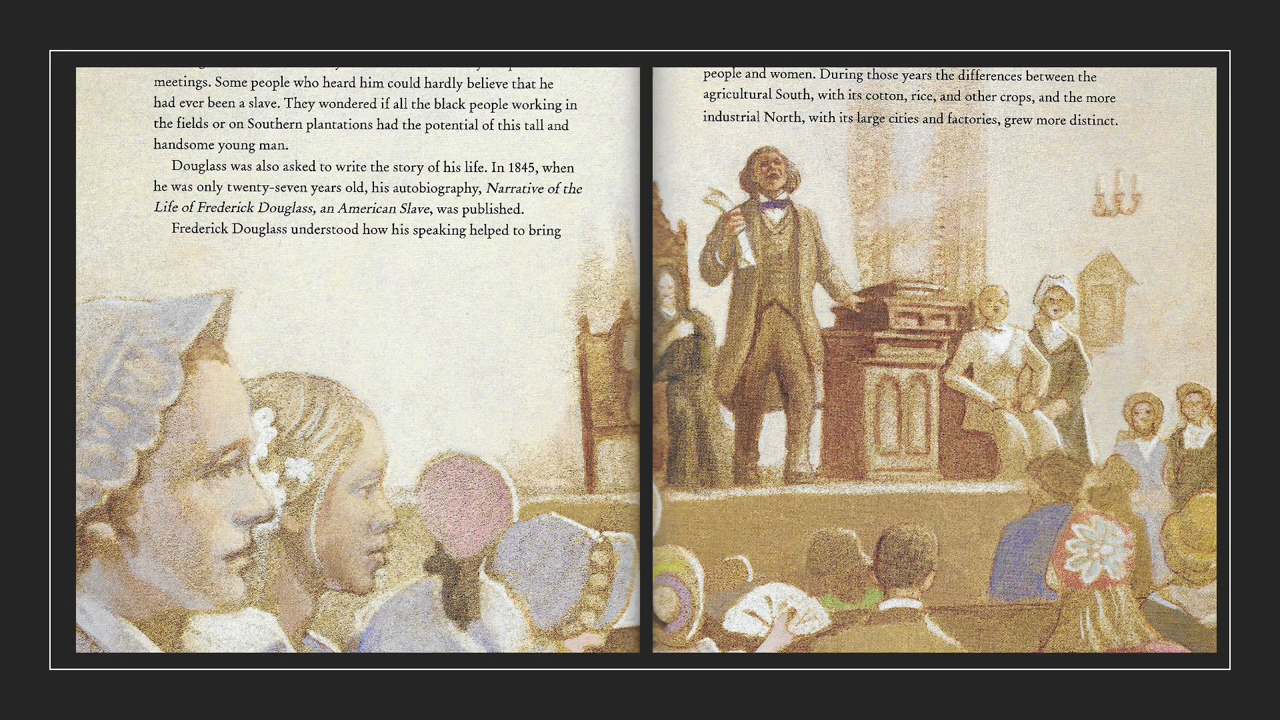 meetings. Some people who heard him could hardly believe that he
had ever been a slave. They wondered if all the black people working in
the fields or on Southern plantations had the potential of this tall and
handsome young man.
Douglass was also asked to write the story of his life. In 1845, when
he was only twenty-seven years old, his autobiography, Narrative of the
Life of Frederick Douglass, an American Slave, was published.
Frederick Douglass understood how his speaking helped to bring
people and women. During those years the differences between the
agricultural South, with its cotton, rice, and other crops, and the more
industrial North, with its large cities and factories, grew more distinct.